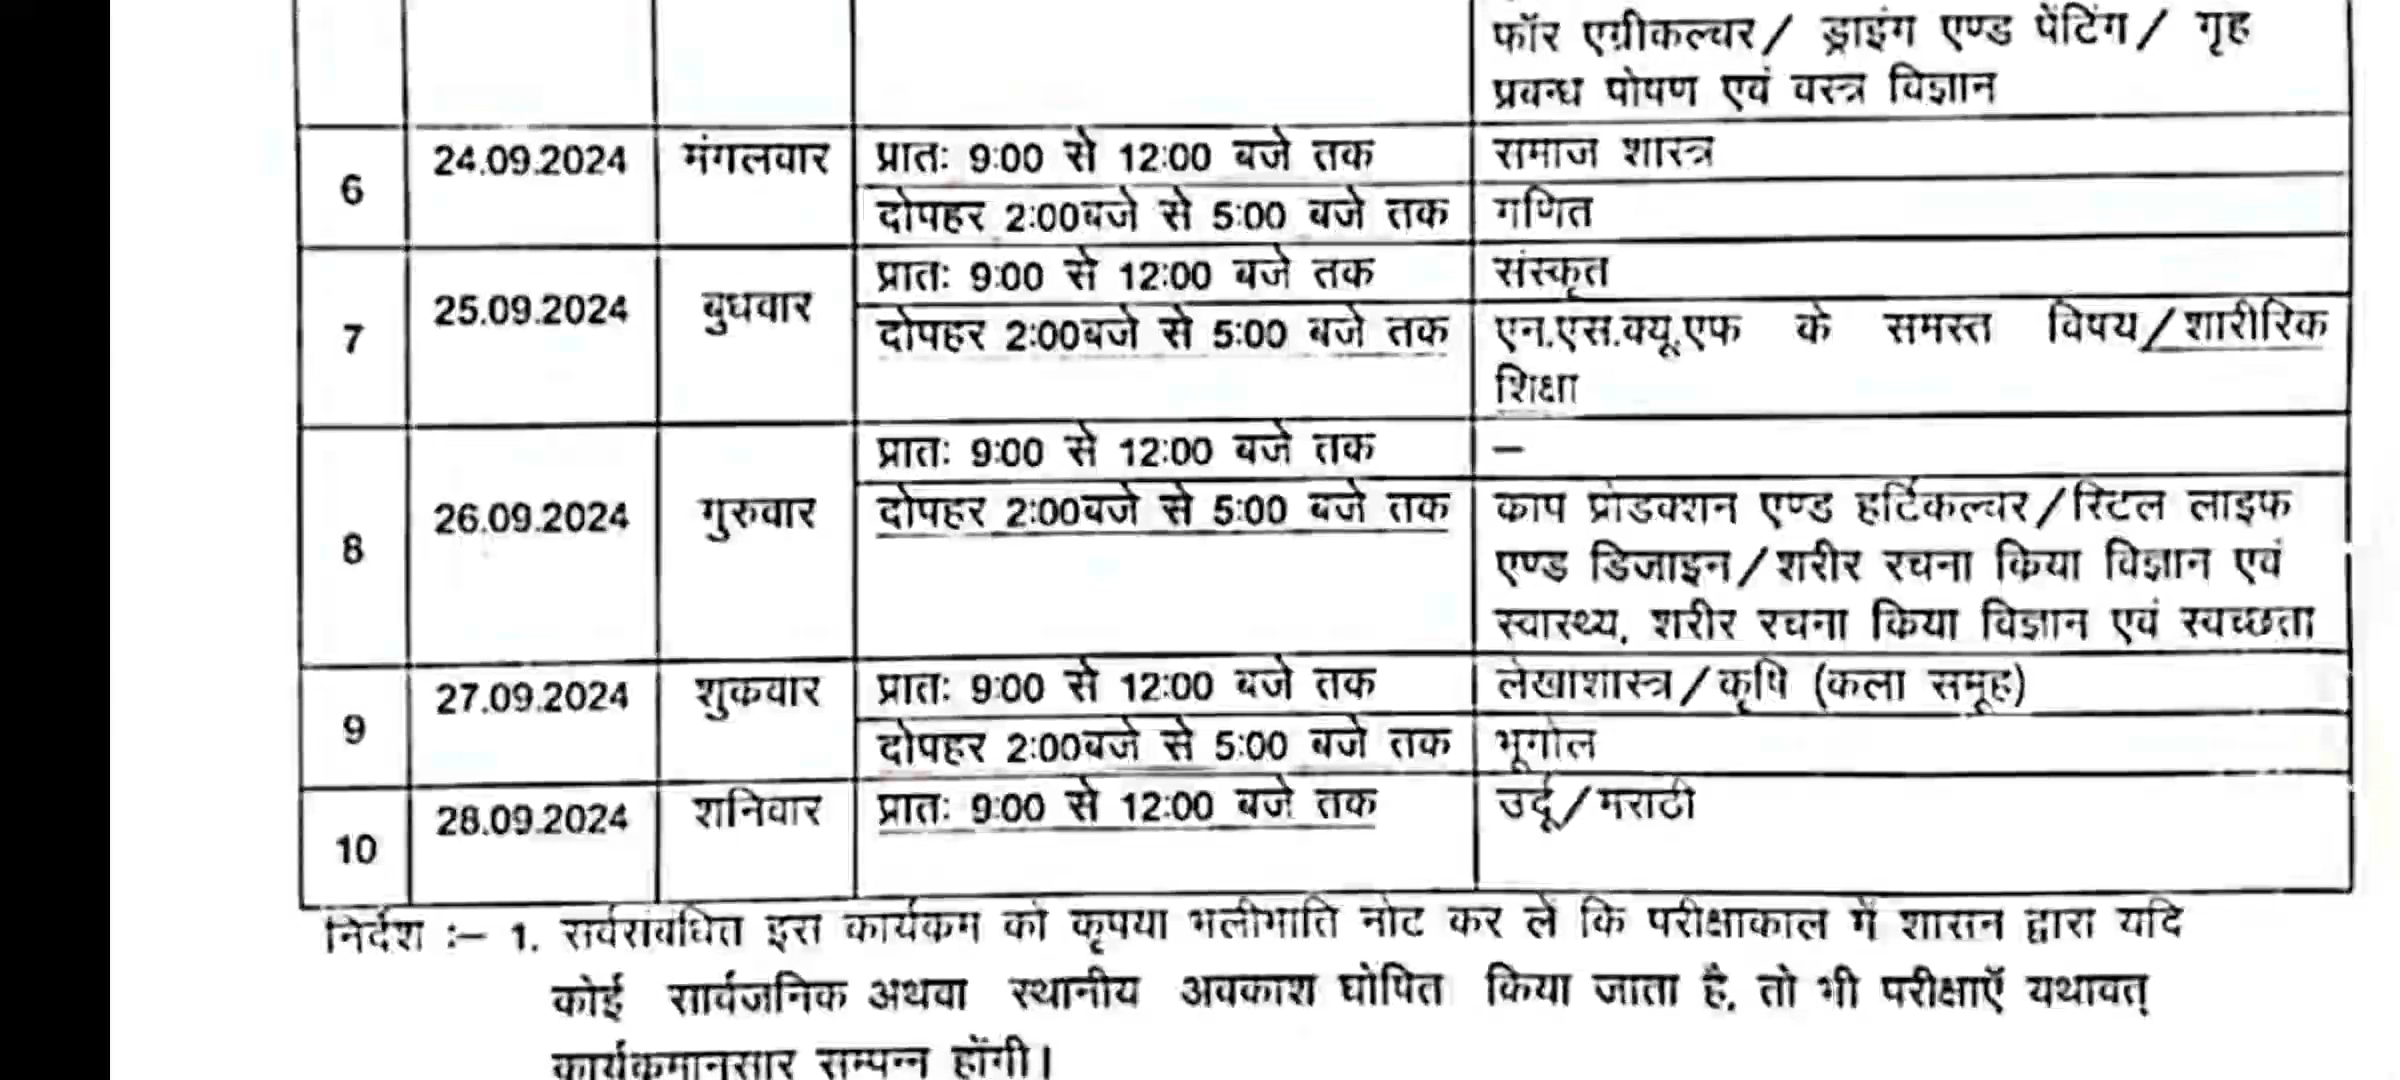 फॉर एग्रीकल्चर/ ड्राइंग एण्ड पेंटिंग/ गृह
प्रवन्ध पोषण एवं वस्त्र विज्ञान
6 24.09.2024 मंगलवार प्रातः 9:00 से 12:00 बजे तक समाज शास्त्र
दोपहर 2:00बजे से 5:00 बजे तक गणित
7 25.09.2024 बुधवार प्रातः 9:00 से 12:00 बजे तक संस्कृत
दोपहर 2:00बजे से 5:00 बजे तक एन.एस.क्यू.एफ के समस्त विषय/शारीरिक
शिक्षा
8 26.09.2024 गुरुवार प्रातः 9:00 से 12:00 बजे तक –
दोपहर 2:00बजे से 5:00 बजे तक काप प्रोडक्शन एण्ड हर्टिकल्चर/रिटल लाइफ
एण्ड डिजाइन/शरीर रचना किया विज्ञान एवं
स्वास्थ्य, शरीर रचना किया विज्ञान एवं स्वच्छता
9 27.09.2024 शुकवार प्रातः 9:00 से 12:00 बजे तक लेखाशास्त्र/कृषि (कला समूह)
दोपहर 2:00बजे से 5:00 बजे तक भूगोल
10 28.09.2024 शनिवार प्रातः 9:00 से 12:00 बजे तक उर्दू/मराठी
निर्देश :– 1. सर्वसंबंधित इस कार्यकम को कृपया भलीभांति नोट कर लें कि परीक्षाकाल में शासन द्वारा यदि
कोई सार्वजनिक अथवा स्थानीय अवकाश घोषित किया जाता है, तो भी परीक्षाऍ यथावत्
कार्यकमानुसार सम्पन्न होंगी।